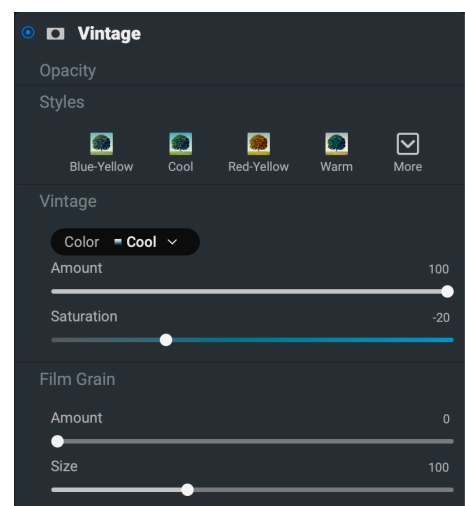 Vintage
Opacity
Styles
Blue-Yellow Cool Red-Yellow Warm More
Vintage
Color Cool
Amount 100
Saturation -20
Film Grain
Amount 0
Size 100